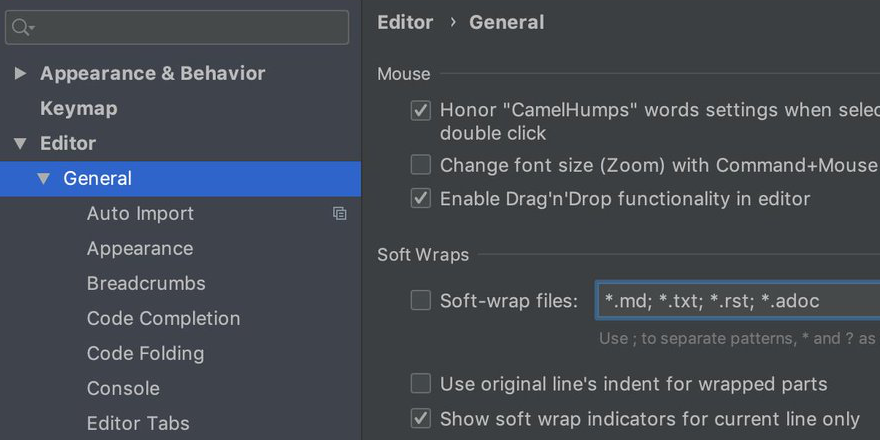 Editor › General
Appearance & Behavior
Keymap
Editor
General
Auto Import
Appearance
Breadcrumbs
Code Completion
Code Folding
Console
Editor Tabs
Mouse
Honor "CamelHumps" words settings when selec
double click
Change font size (Zoom) with Command+Mouse
Enable Drag'n'Drop functionality in editor
Soft Wraps
Soft-wrap files: *.md; *.txt; *.rst; *.adoc
Use ; to separate patterns, * and ? as
Use original line's indent for wrapped parts
Show soft wrap indicators for current line only